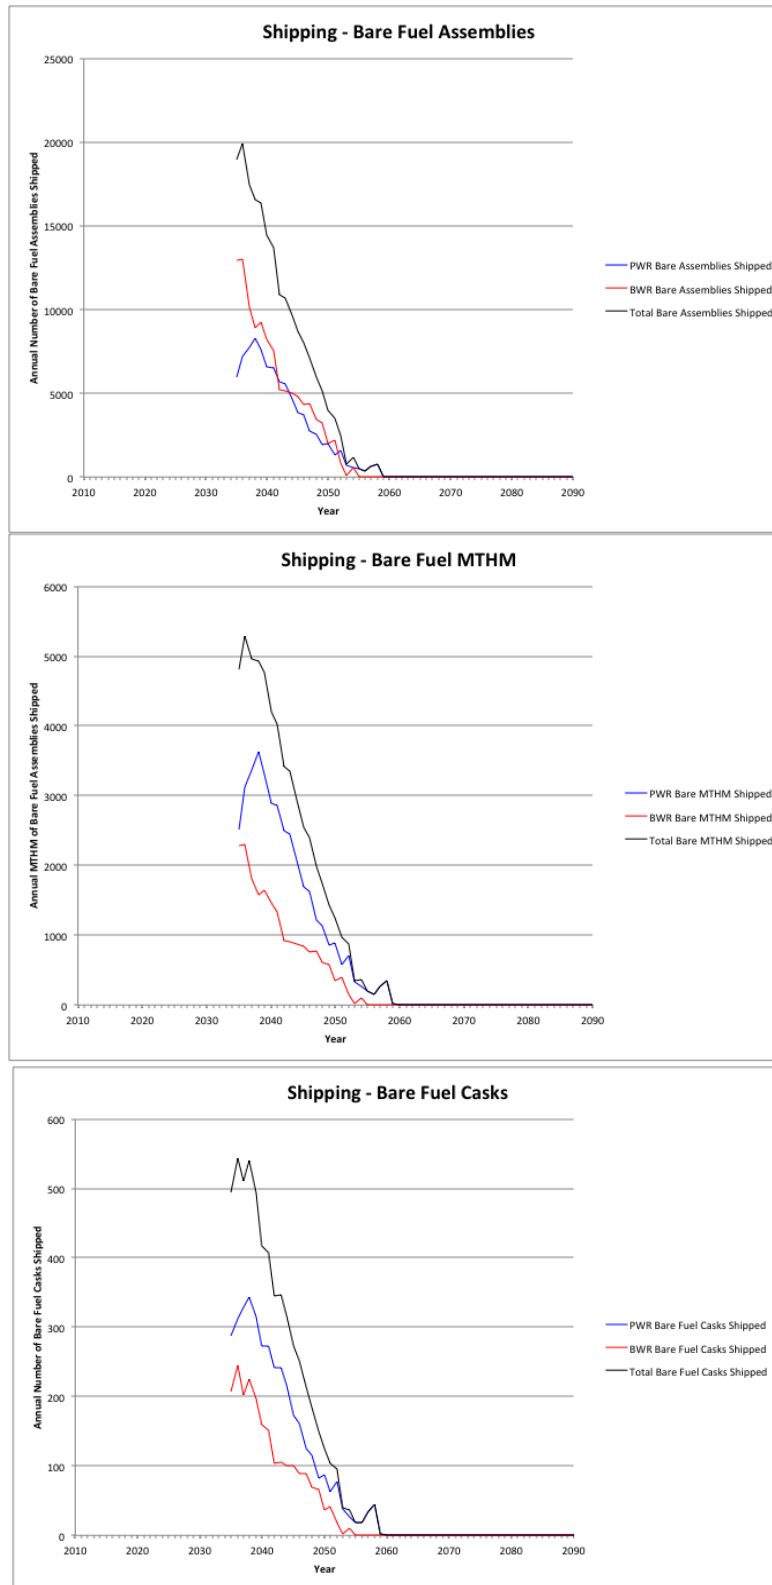 Shipping - Bare Fuel Assemblies
25000
20000
15000
10000
5000
0
2010 2020 2030 2040 2050 2060 2070 2080 2090
Year
Annual Number of Bare Fuel Assemblies Shipped
PWR Bare Assemblies Shipped
BWR Bare Assemblies Shipped
Total Bare Assemblies Shipped
Shipping - Bare Fuel MTHM
6000
5000
4000
3000
2000
1000
0
2010 2020 2030 2040 2050 2060 2070 2080 2090
Year
Annual MTHM of Bare Fuel Assemblies Shipped
PWR Bare MTHM Shipped
BWR Bare MTHM Shipped
Total Bare MTHM Shipped
Shipping - Bare Fuel Casks
600
500
400
300
200
100
0
2010 2020 2030 2040 2050 2060 2070 2080 2090
Year
Annual Number of Bare Fuel Casks Shipped
PWR Bare Fuel Casks Shipped
BWR Bare Fuel Casks Shipped
Total Bare Fuel Casks Shipped